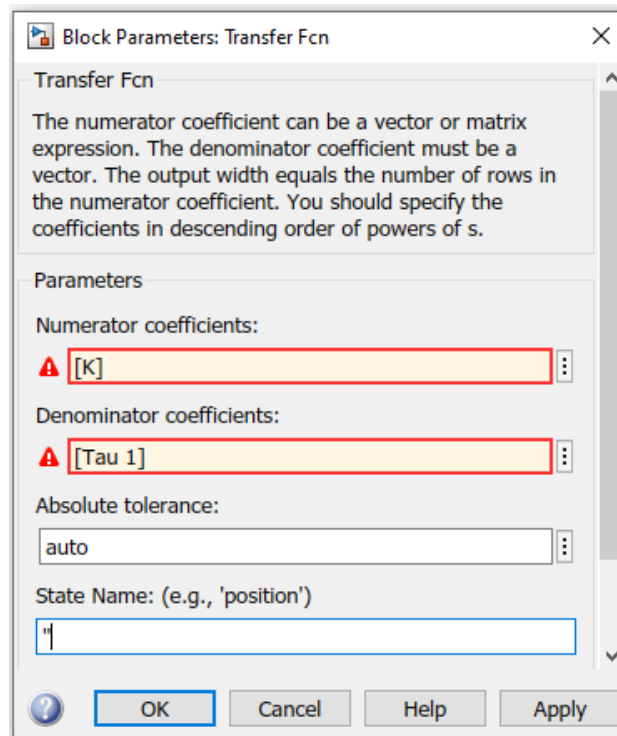 Block Parameters: Transfer Fcn
Transfer Fcn
The numerator coefficient can be a vector or matrix
expression. The denominator coefficient must be a
vector. The output width equals the number of rows in
the numerator coefficient. You should specify the
coefficients in descending order of powers of s.
Parameters
Numerator coefficients:
[K]
Denominator coefficients:
[Tau 1]
Absolute tolerance:
auto
State Name: (e.g., 'position')
''
OK Cancel Help Apply